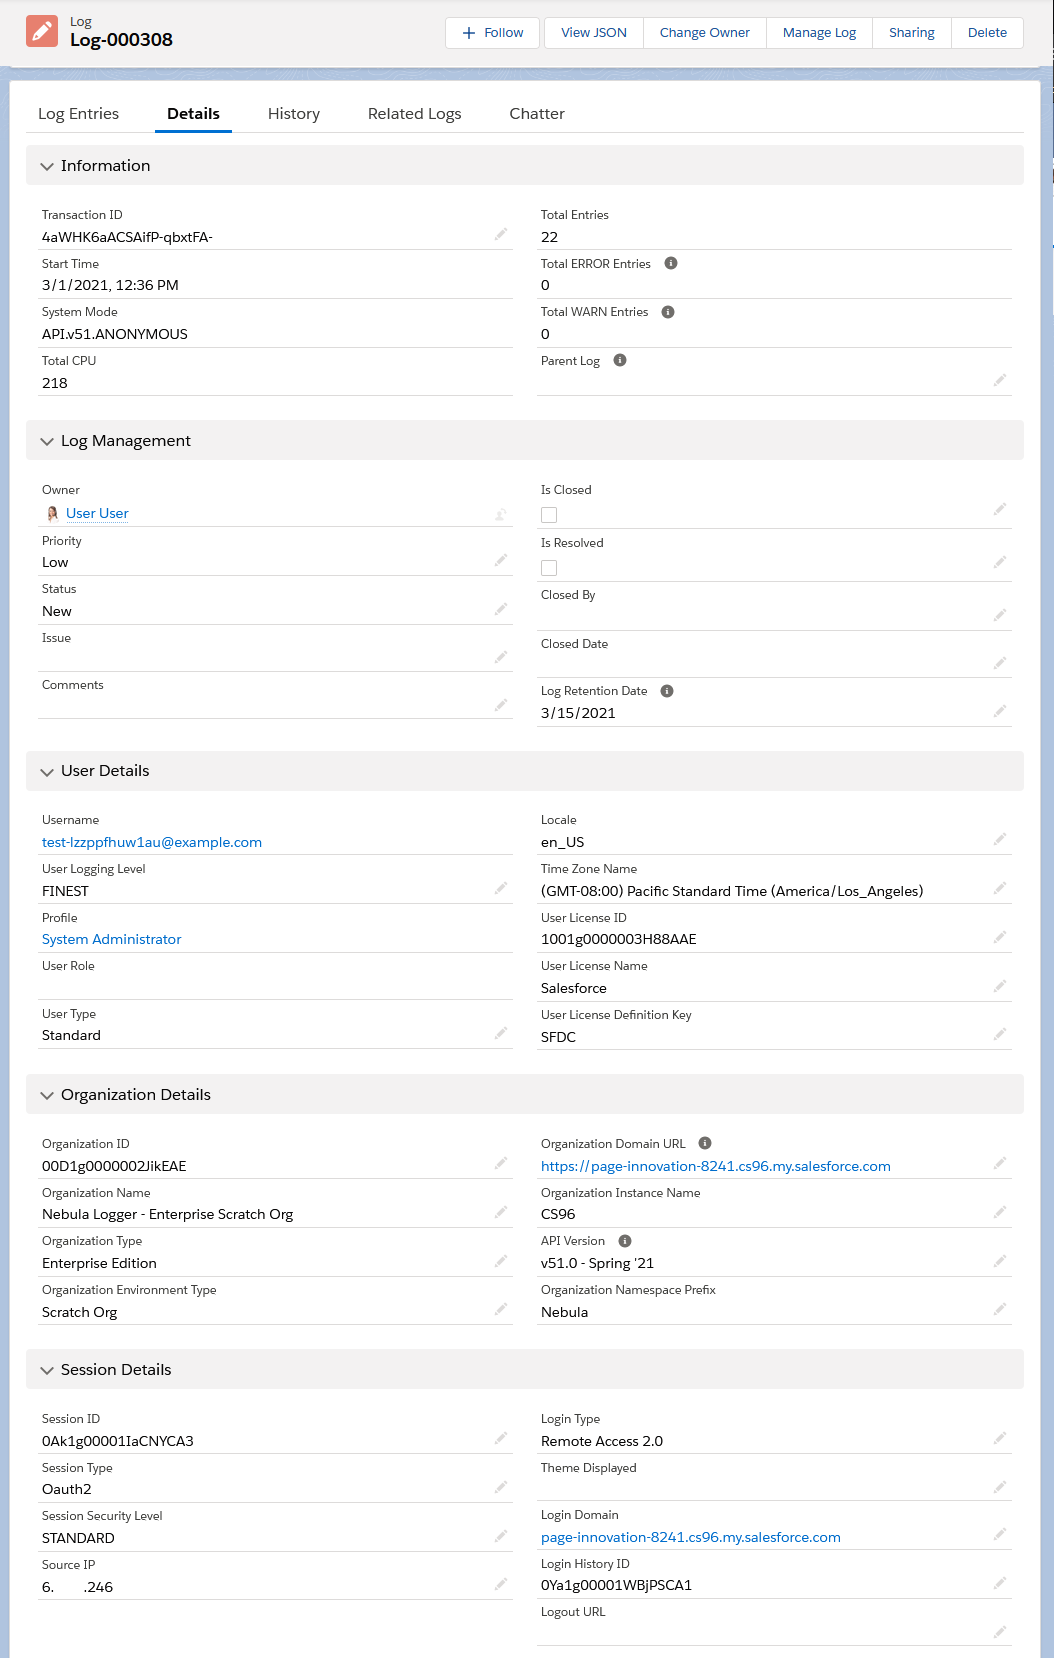 Log
Log-000308
Follow View JSON Change Owner Manage Log Sharing Delete
Log Entries Details History Related Logs Chatter
Information
Transaction ID
4aWHK6aACSAifP-qbxtFA-
Start Time
3/1/2021, 12:36 PM
System Mode
API.v51.ANONYMOUS
Total CPU
218
Total Entries
22
Total ERROR Entries
0
Total WARN Entries
0
Parent Log
Log Management
Owner
User User
Priority
Low
Status
New
Issue
Comments
Is Closed
Is Resolved
Closed By
Closed Date
Log Retention Date
3/15/2021
User Details
Username
test-lzzppfhuw1au@example.com
User Logging Level
FINEST
Profile
System Administrator
User Role
User Type
Standard
Locale
en_US
Time Zone Name
(GMT-08:00) Pacific Standard Time (America/Los_Angeles)
User License ID
1001g0000003H88AAE
User License Name
Salesforce
User License Definition Key
SFDC
Organization Details
Organization ID
00D1g0000002JikEAE
Organization Name
Nebula Logger - Enterprise Scratch Org
Organization Type
Enterprise Edition
Organization Environment Type
Scratch Org
Organization Domain URL
https://page-innovation-8241.cs96.my.salesforce.com
Organization Instance Name
CS96
API Version
v51.0 - Spring '21
Organization Namespace Prefix
Nebula
Session Details
Session ID
0Ak1g00001IaCNYCA3
Session Type
Oauth2
Session Security Level
STANDARD
Source IP
6. .246
Login Type
Remote Access 2.0
Theme Displayed
Login Domain
page-innovation-8241.cs96.my.salesforce.com
Login History ID
0Ya1g00001WBjPSCA1
Logout URL